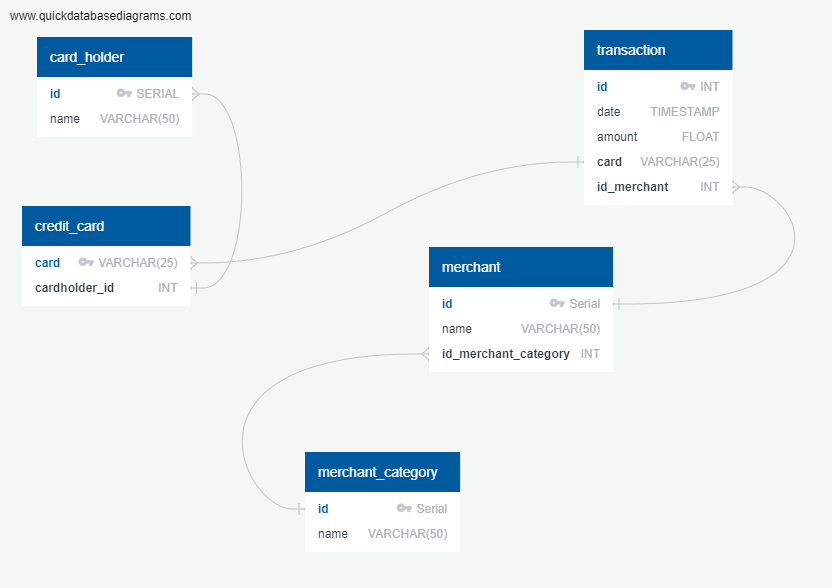 www.quickdatabasediagrams.com
card_holder
id SERIAL
name VARCHAR(50)
transaction
id INT
date TIMESTAMP
amount FLOAT
card VARCHAR(25)
id_merchant INT
credit_card
card VARCHAR(25)
cardholder_id INT
merchant
id Serial
name VARCHAR(50)
id_merchant_category INT
merchant_category
id Serial
name VARCHAR(50)